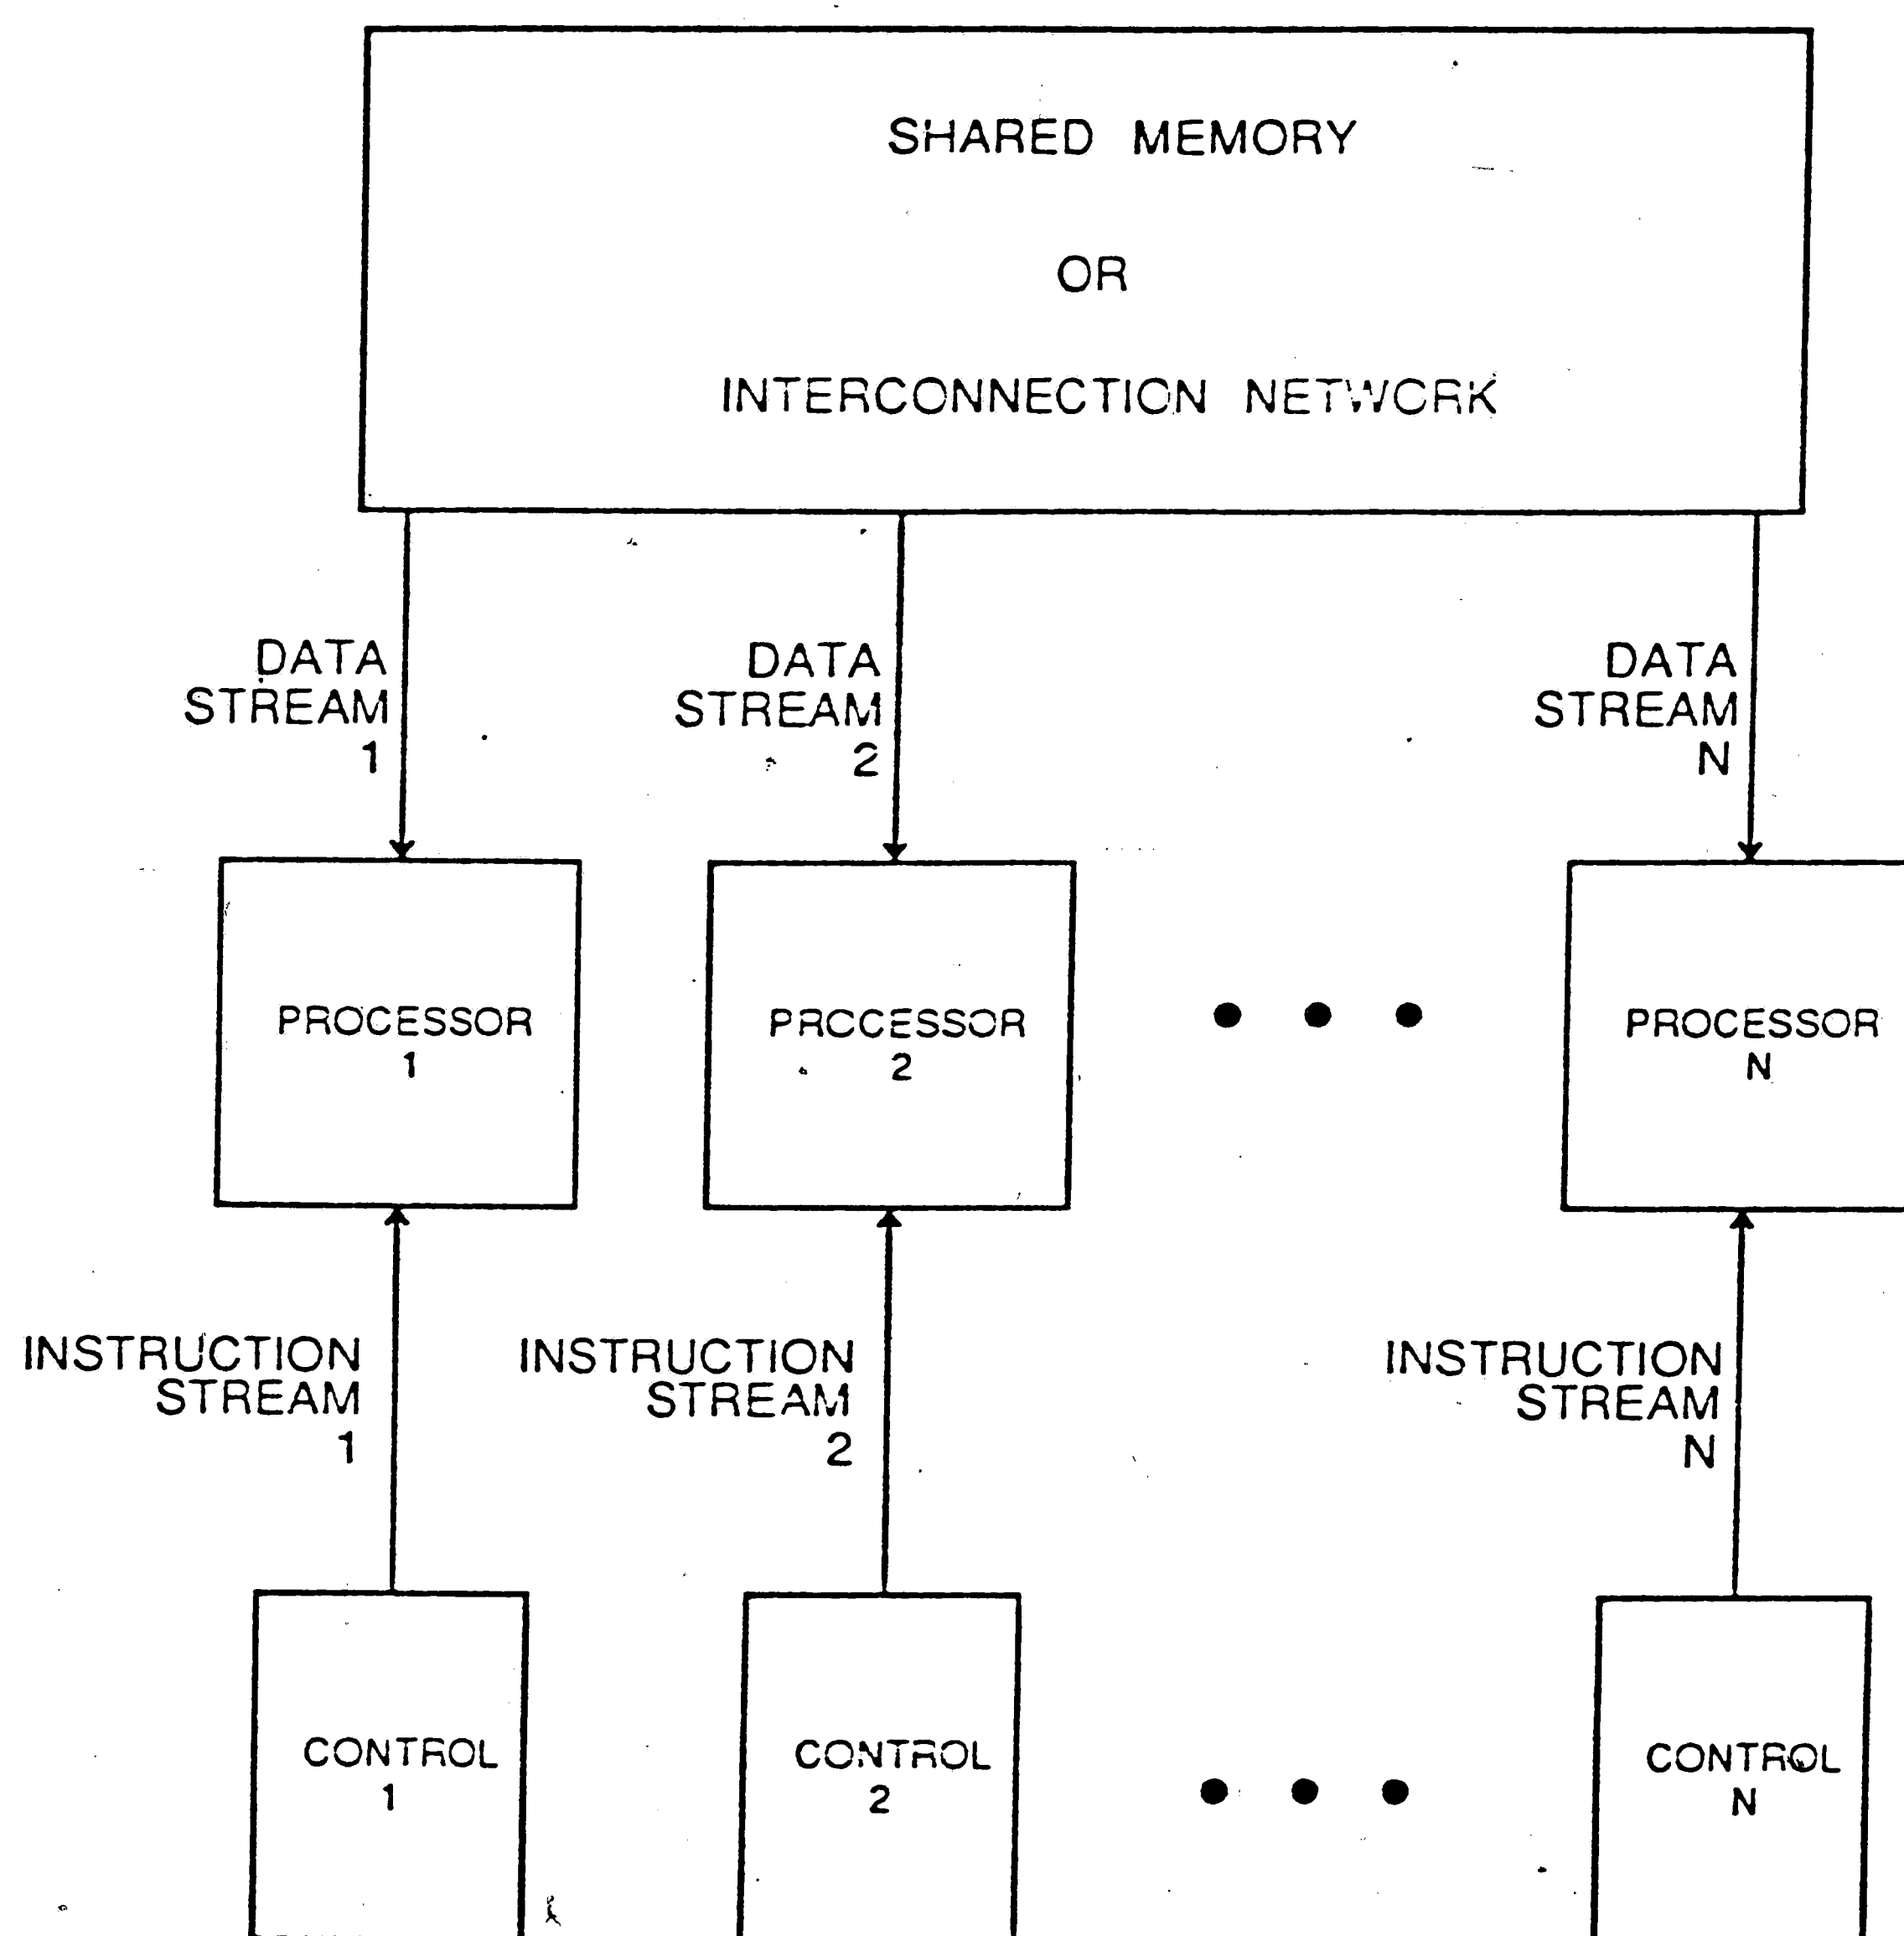 SHARED MEMORY
OR
INTERCONNECTION NETWORK
DATA
STREAM
1
DATA
STREAM
2
DATA
STREAM
N
PROCESSOR
1
PROCESSOR
2
PROCESSOR
N
INSTRUCTION
STREAM
1
INSTRUCTION
STREAM
2
INSTRUCTION
STREAM
N
CONTROL
1
CONTROL
2
CONTROL
N